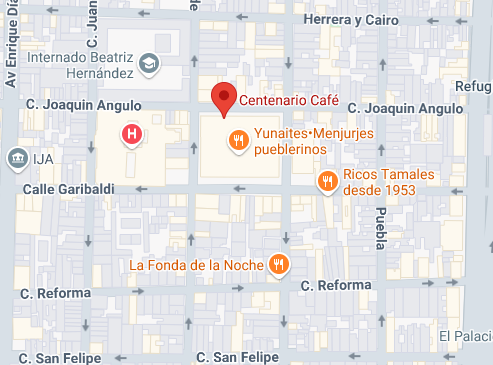 Av Enrique Día
C. Juan
Herrera y Cairo
Internado Beatriz
Hernández
Refug
C. Joaquin Angulo
Centenario Café
C. Joaquin Angulo
H
Yunaites•Menjurjes
pueblerinos
IJA
Ricos Tamales
desde 1953
Calle Garibaldi
Puebla
La Fonda de la Noche
C. Reforma
C. Reforma
El Palaci
C. San Felipe
C. San Felipe